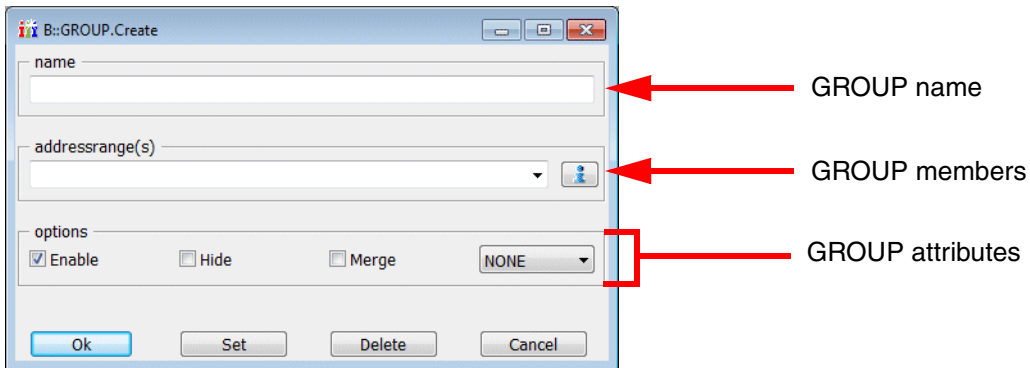 B::GROUP.Create
name
GROUP name
addressrange(s)
GROUP members
options
Enable Hide Merge NONE
GROUP attributes
Ok Set Delete Cancel